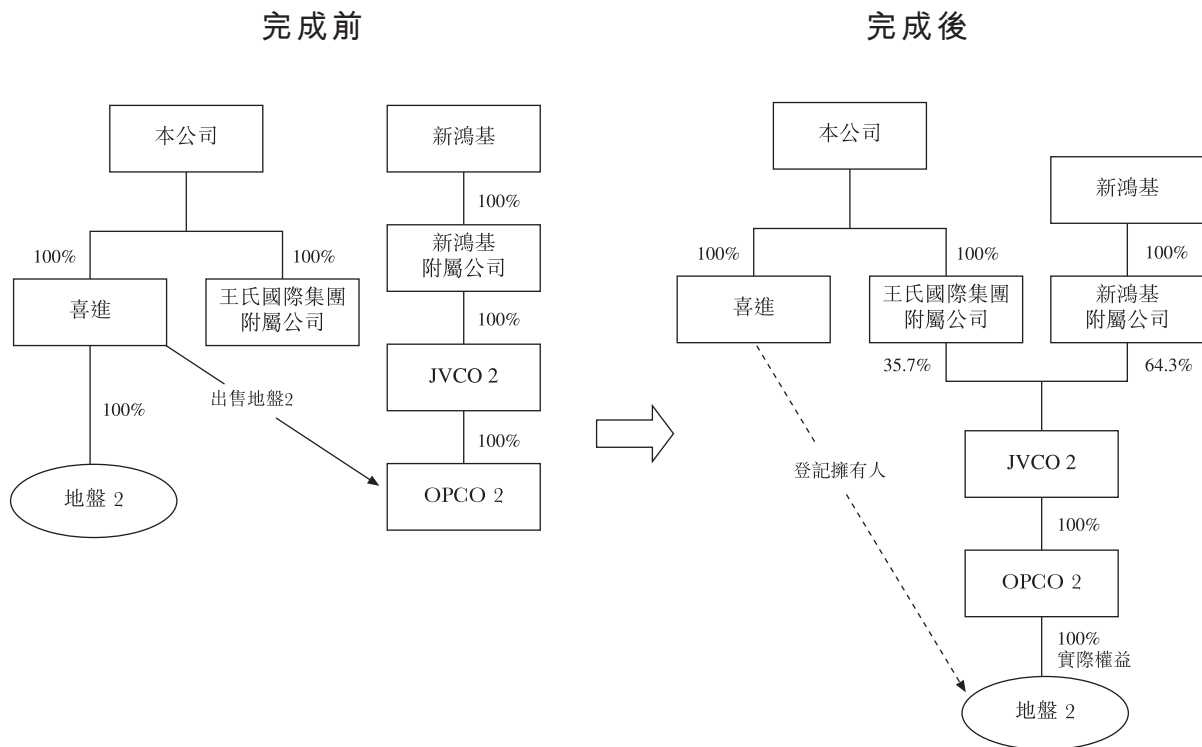 完成前
本公司
新鴻基
100%
新鴻基
附屬公司
100%
100%
喜進
王氏國際集團
附屬公司
100%
JVCO 2
出售地盤2
100%
100%
地盤 2
OPCO 2
完成後
本公司
新鴻基
100%
100%
100%
喜進
王氏國際集團
附屬公司
新鴻基
附屬公司
35.7%
64.3%
JVCO 2
登記擁有人
100%
OPCO 2
100%
實際權益
地盤 2